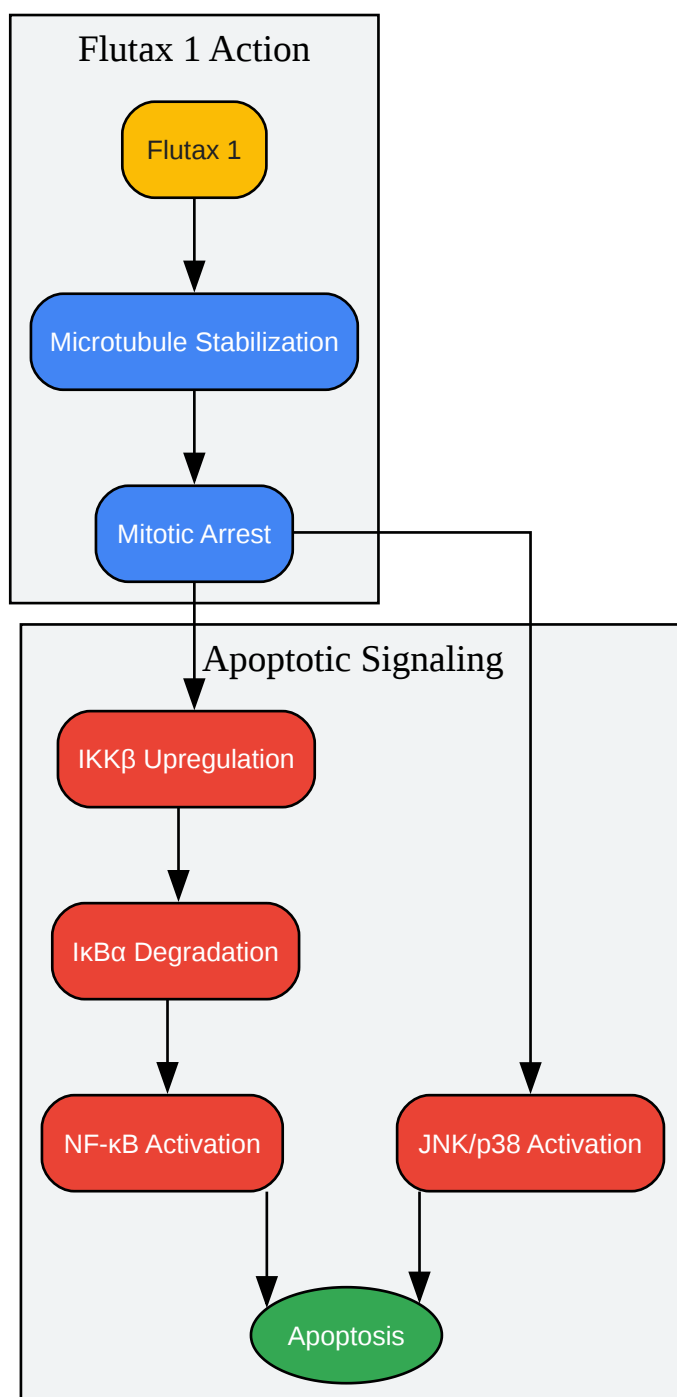 Flutax 1 Action
Flutax 1
Microtubule Stabilization
Mitotic Arrest
Apoptotic Signaling
IKKβ Upregulation
IκBα Degradation
NF-κB Activation
JNK/p38 Activation
Apoptosis